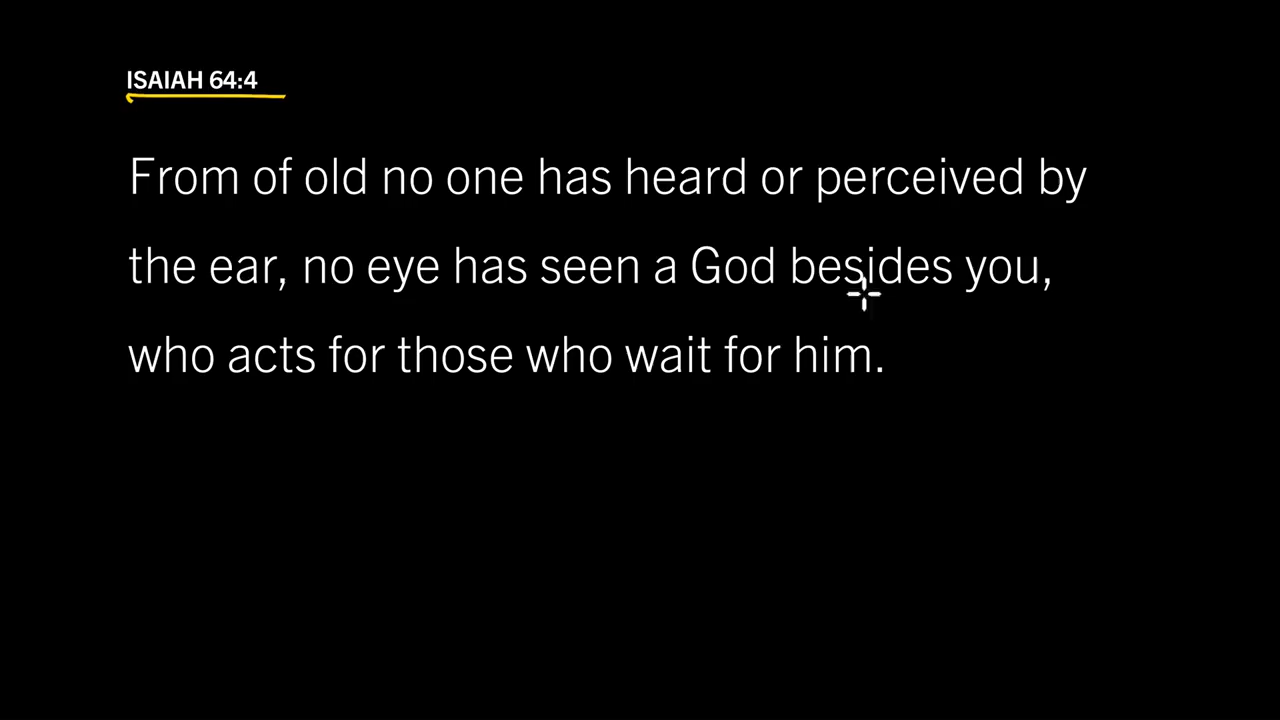 ISAIAH 64:4
From of old no one has heard or perceived by
the ear, no eye has seen a God besides you,
who acts for those who wait for him.